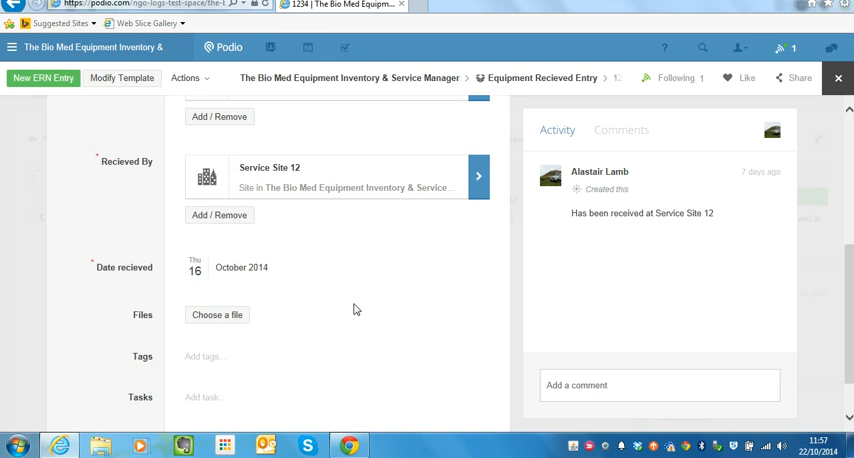 https://podio.com/ngo-logs-test-space/the-b
1234 | The Bio Med Equipm...
Suggested Sites
Web Slice Gallery
The Bio Med Equipment Inventory &
Podio
?
1
New ERN Entry
Modify Template
Actions
The Bio Med Equipment Inventory & Service Manager > Equipment Recieved Entry > 12
Following 1
Like
Share
Add / Remove
* Recieved By
Service Site 12
Site in The Bio Med Equipment Inventory & Service...
Add / Remove
* Date recieved
Thu
16
October 2014
Files
Choose a file
Tags
Add tags...
Tasks
Add task...
Activity
Comments
Alastair Lamb
7 days ago
Created this
Has been received at Service Site 12
Add a comment
11:57
22/10/2014